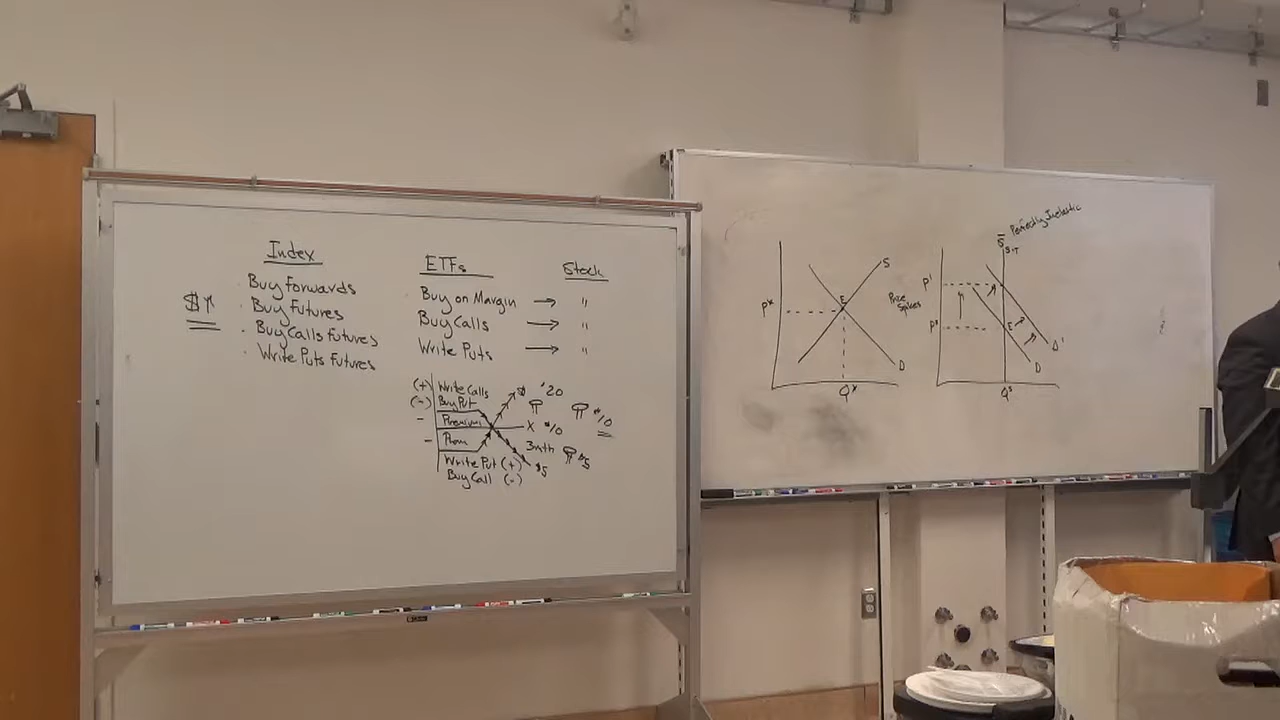 Index
Buy forwards
$↑
Buy Futures
Buy Calls Futures
Write Puts Futures
ETFs
Stock
Buy on Margin → "
Buy Calls → "
Write Puts → "
(+) Write Calls
(-) Buy Put
- Premium
- Prem
Write Put (+)
Buy Call (-)
$20
X $10
3mth
$5
$10
$5
P*
S
E
D
Q*
Price
Spikes
S̄ S.T
Perfectly Inelastic
P'
P*
E
D'
D